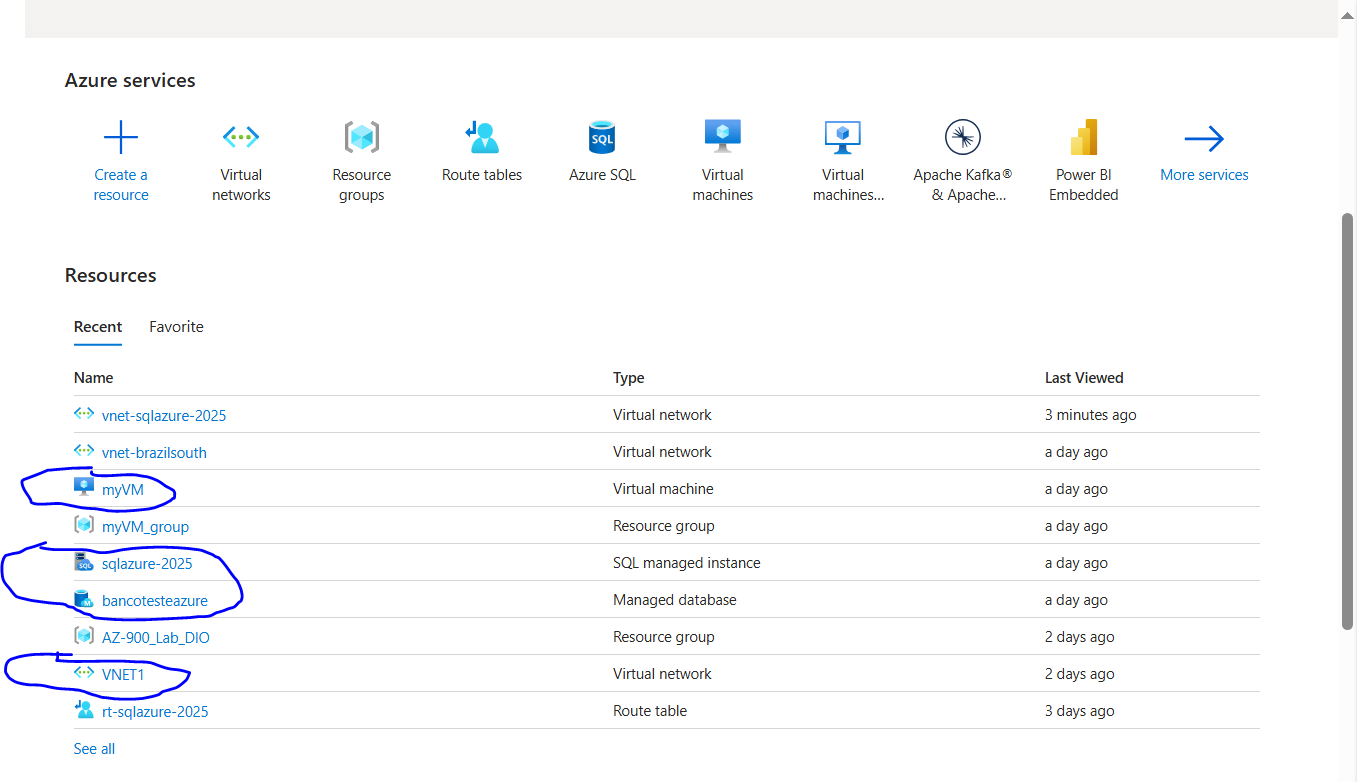 Azure services
Create a resource
Virtual networks
Resource groups
Route tables
Azure SQL
Virtual machines
Virtual machines...
Apache Kafka® & Apache...
Power BI Embedded
More services
Resources
Recent Favorite
Name Type Last Viewed
vnet-sqlazure-2025 Virtual network 3 minutes ago
vnet-brazilsouth Virtual network a day ago
myVM Virtual machine a day ago
myVM_group Resource group a day ago
sqlazure-2025 SQL managed instance a day ago
bancotesteazure Managed database a day ago
AZ-900_Lab_DIO Resource group 2 days ago
VNET1 Virtual network 2 days ago
rt-sqlazure-2025 Route table 3 days ago
See all